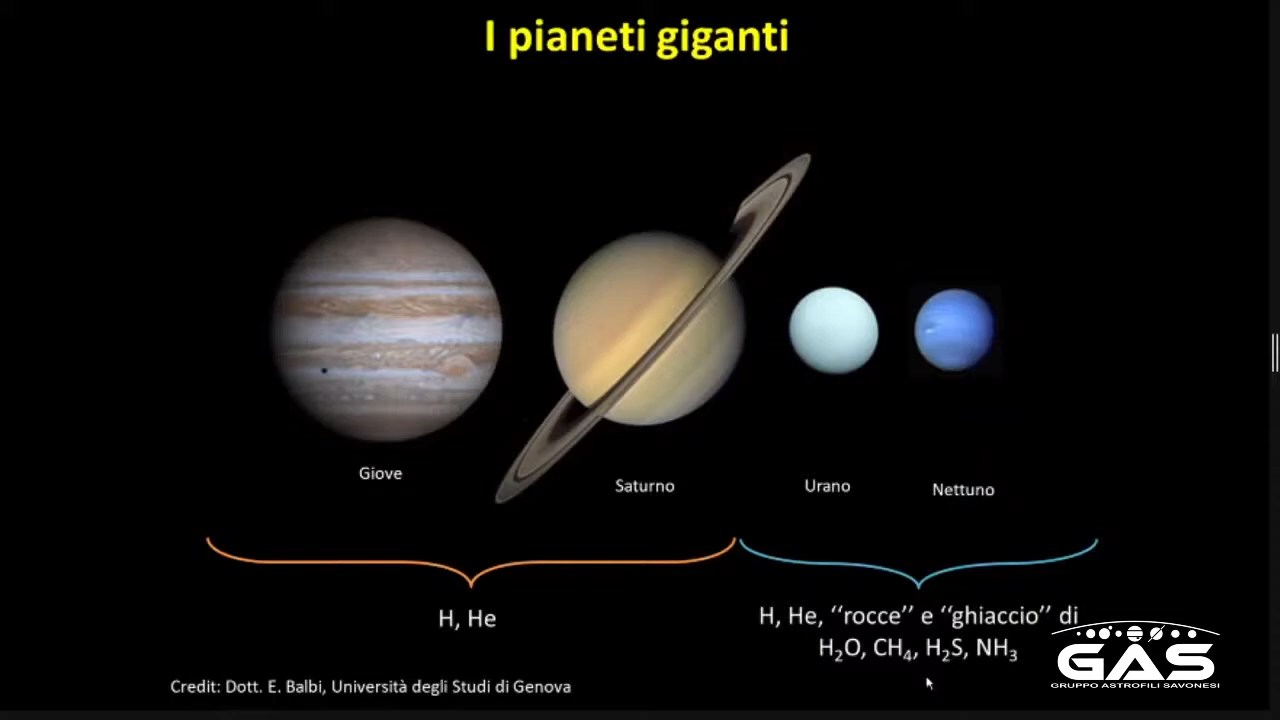 I pianeti giganti
Giove
Saturno
Urano
Nettuno
H, He
H, He, ‘‘rocce’’ e ‘‘ghiaccio’’ di
H₂O, CH₄, H₂S, NH₃
GAS
GRUPPO ASTROFILI SAVONESI
Credit: Dott. E. Balbi, Università degli Studi di Genova